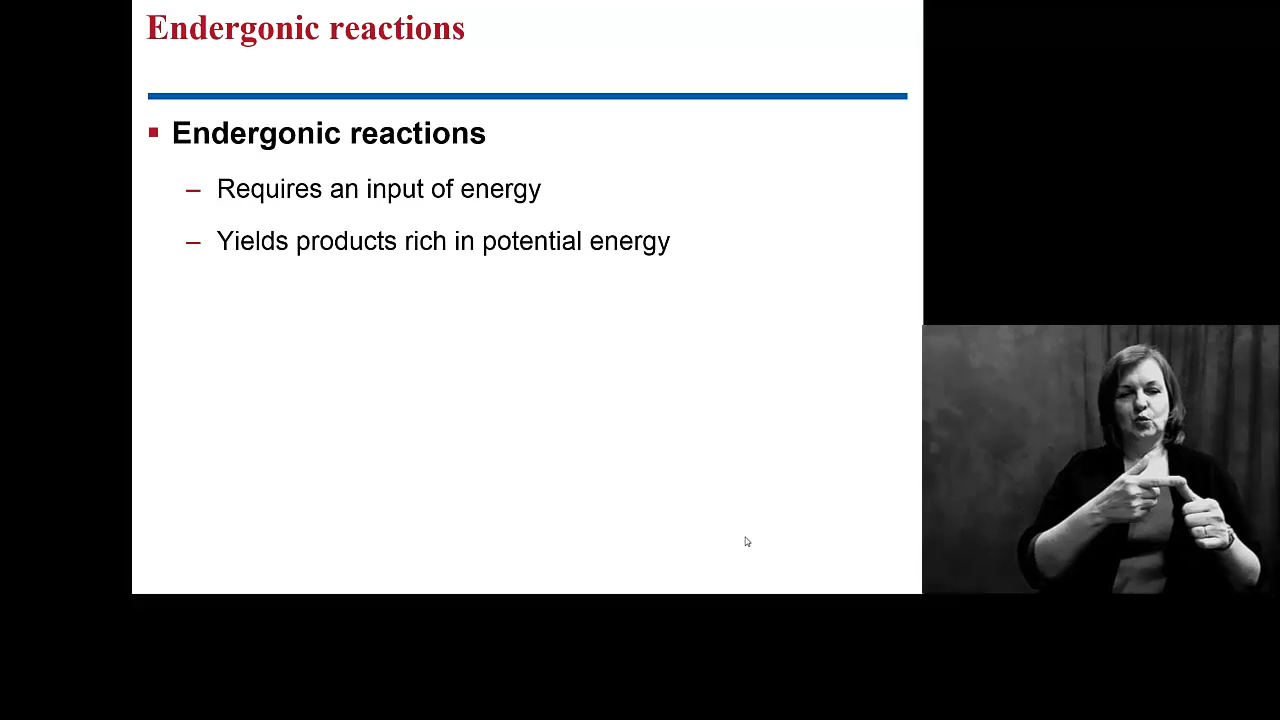 Endergonic reactions
Endergonic reactions
– Requires an input of energy
– Yields products rich in potential energy